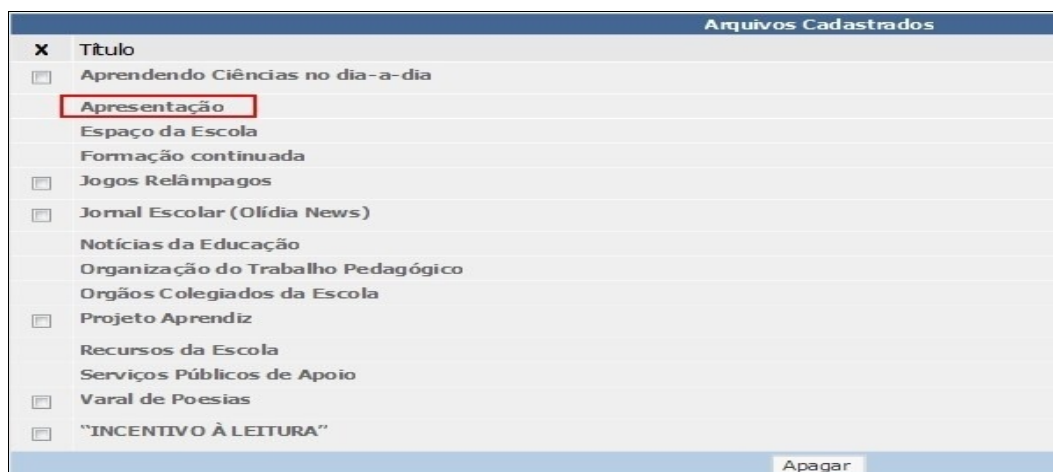 Arquivos Cadastrados
x Título
Aprendendo Ciências no dia-a-dia
Apresentação
Espaço da Escola
Formação continuada
Jogos Relâmpagos
Jornal Escolar (Olídia News)
Notícias da Educação
Organização do Trabalho Pedagógico
Orgãos Colegiados da Escola
Projeto Aprendiz
Recursos da Escola
Serviços Públicos de Apoio
Varal de Poesias
"INCENTIVO À LEITURA"
Apagar